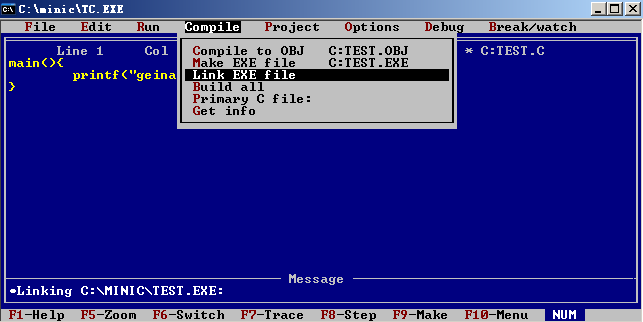 C:\minic\TC.EXE
File Edit Run Compile Project Options Debug Break/watch
Line 1 Col
* C:TEST.C
Compile to OBJ C:TEST.OBJ
Make EXE file C:TEST.EXE
Link EXE file
Build all
Primary C file:
Get info
main(){
printf("geina
}
Message
•Linking C:\MINIC\TEST.EXE:
F1-Help F5-Zoom F6-Switch F7-Trace F8-Step F9-Make F10-Menu NUM